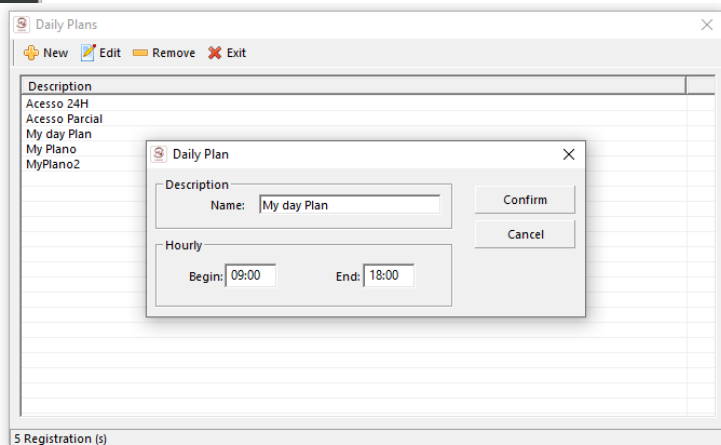 Daily Plans
New Edit Remove Exit
Description
Acesso 24H
Acesso Parcial
My day Plan
My Plano
MyPlano2
Daily Plan
Description
Name: My day Plan
Confirm
Cancel
Hourly
Begin: 09:00 End: 18:00
5 Registration (s)